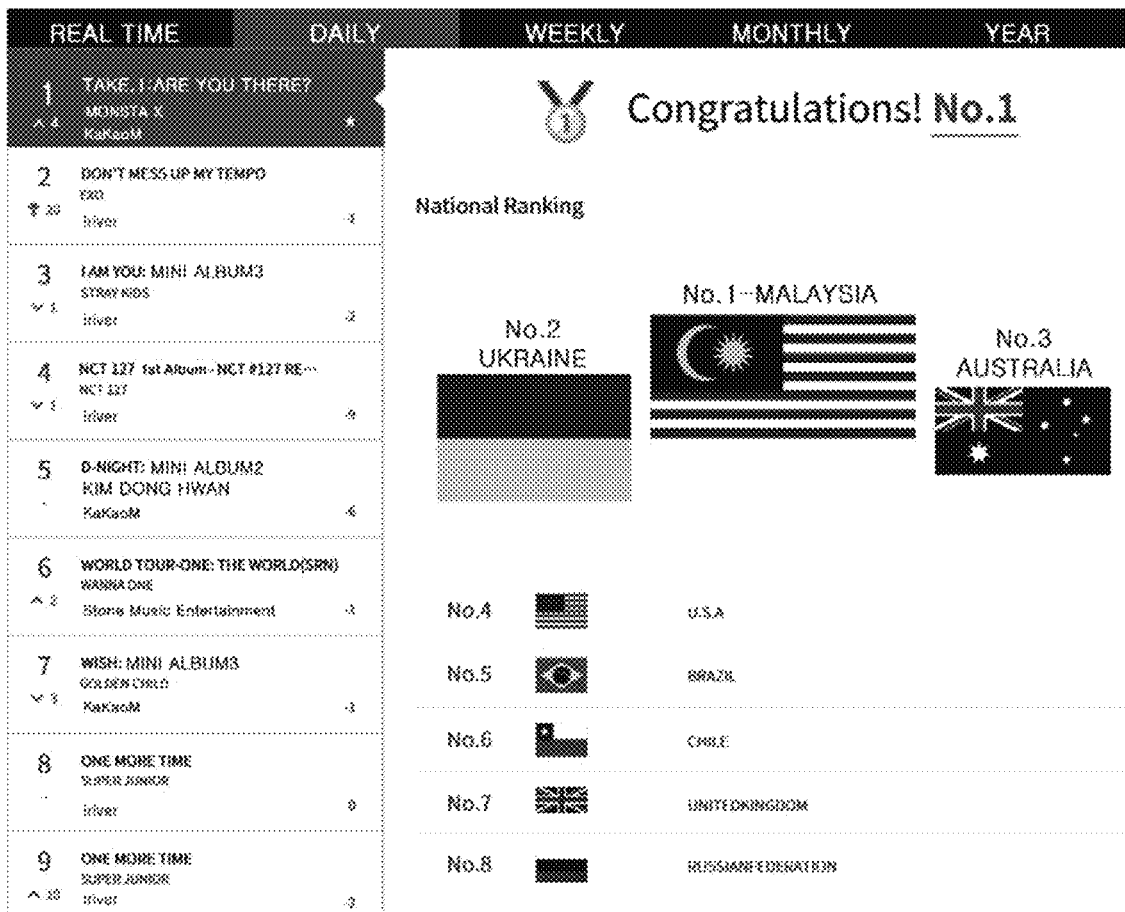 REAL TIME DAILY WEEKLY MONTHLY YEAR
1 TAKE.1 ARE YOU THERE?
MONSTA X
4
KaKaoM
2 DON'T MESS UP MY TEMPO
EXO
iriver
3 I AM YOU: MINI ALBUM3
STRAY KIDS
iriver
4 NCT 127 1st Album - NCT #127 RE…
NCT 127
iriver
5 D-NIGHT: MINI ALBUM2
KIM DONG HWAN
KaKaoM
6 WORLD TOUR-ONE: THE WORLD(SRN)
WANNA ONE
Stone Music Entertainment
7 WISH: MINI ALBUM3
GOLDEN CHILD
KaKaoM
8 ONE MORE TIME
SUPER JUNIOR
iriver 0
9 ONE MORE TIME
SUPER JUNIOR
iriver
Congratulations! No.1
National Ranking
No.1-MALAYSIA
No.2
UKRAINE
No.3
AUSTRALIA
No.4 U.S.A
No.5 BRAZIL
No.6 CHILE
No.7 UNITEDKINGDOM
No.8 RUSSIANFEDERATION